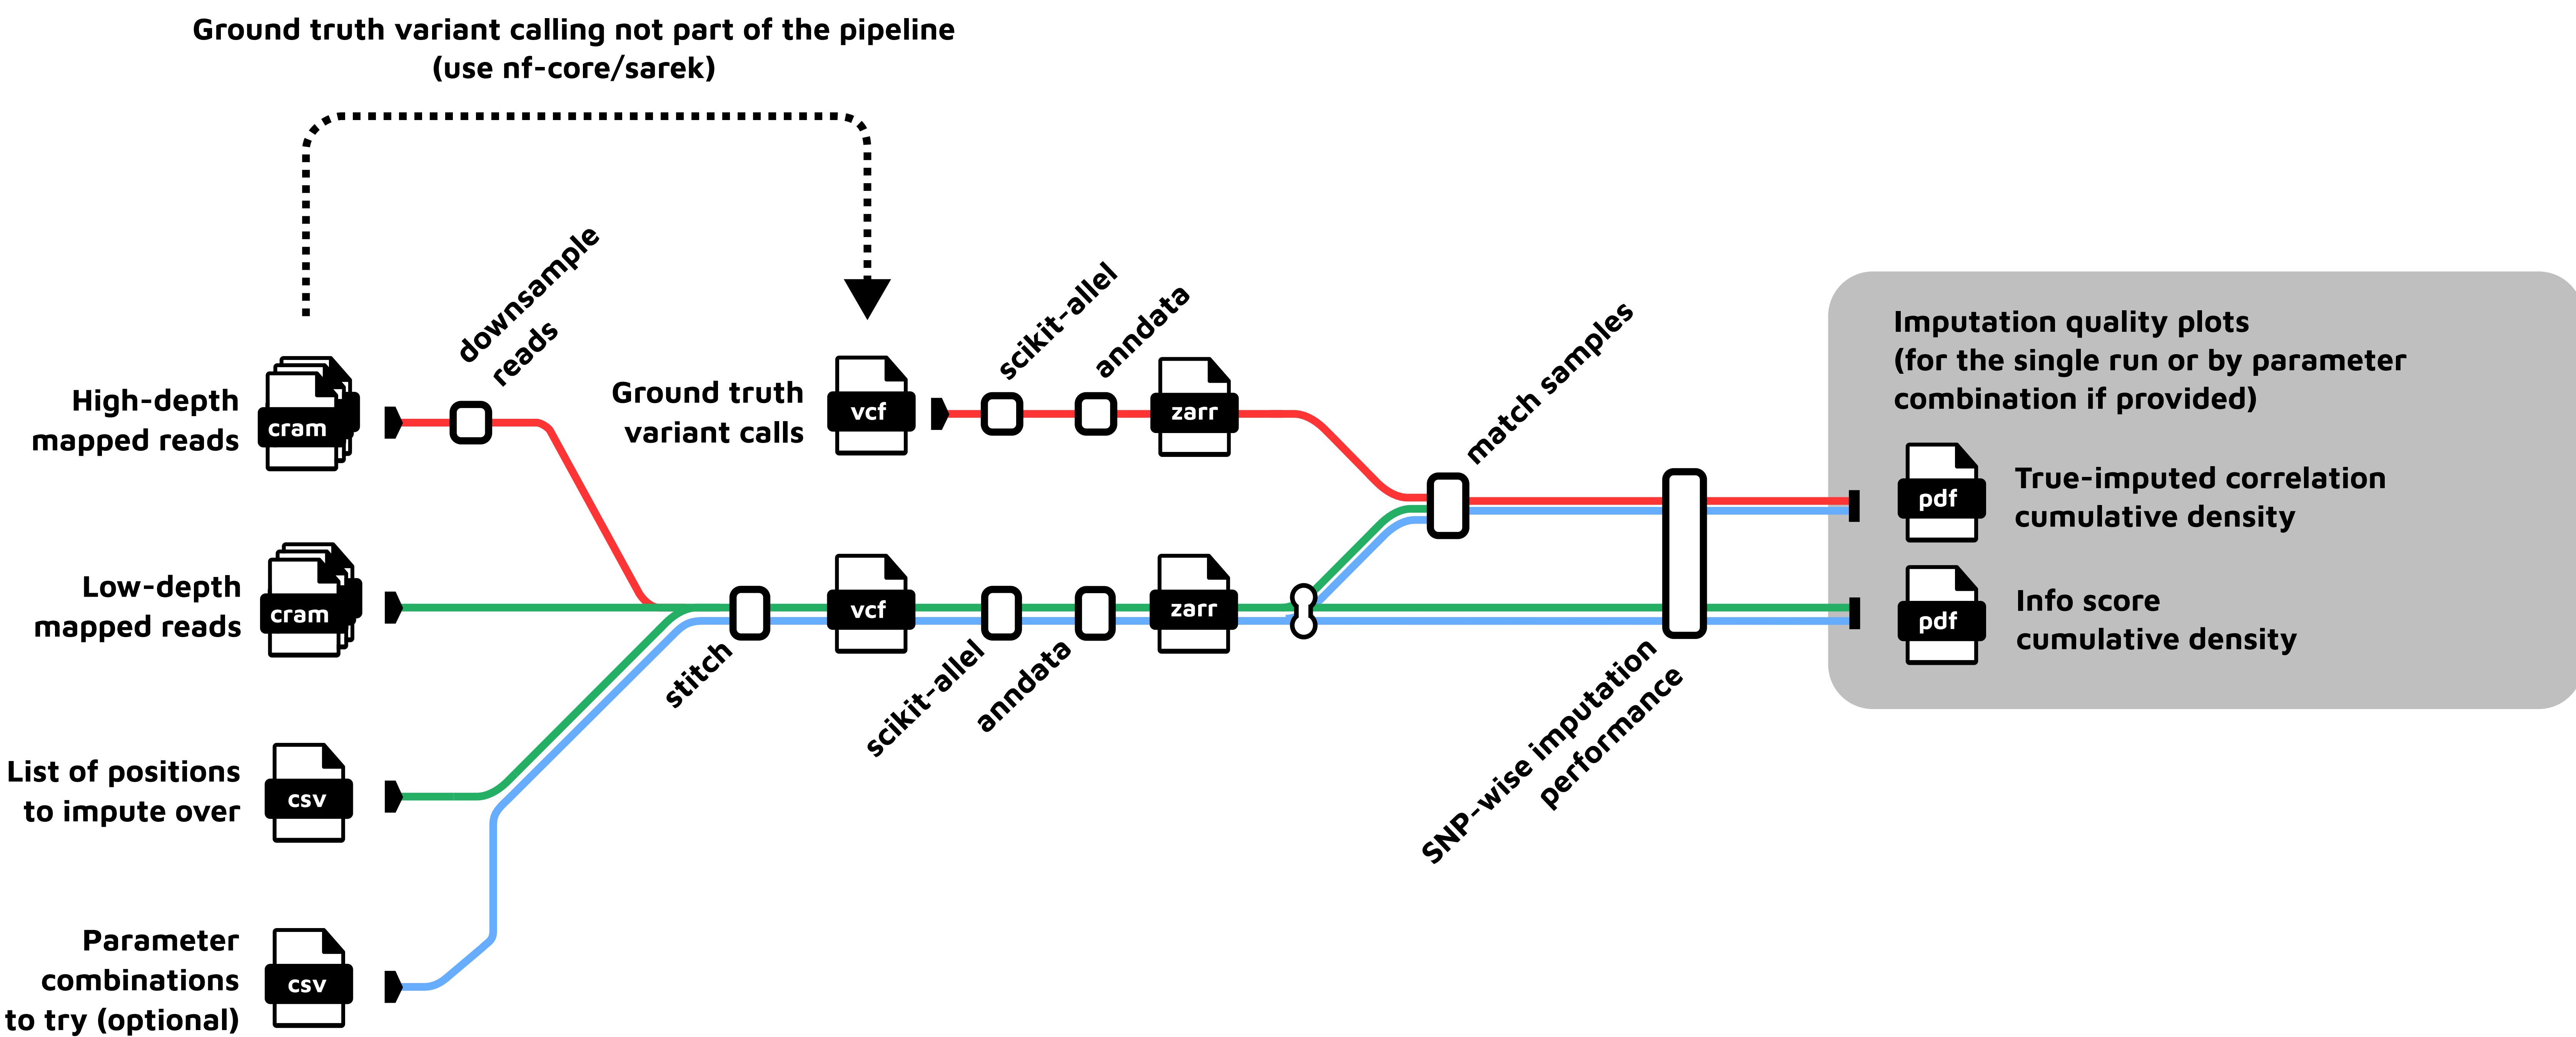 Ground truth variant calling not part of the pipeline
(use nf-core/sarek)
downsample
reads
High-depth
mapped reads
cram
Ground truth
variant calls
vcf
scikit-allel
anndata
zarr
match samples
Low-depth
mapped reads
cram
stitch
vcf
scikit-allel
anndata
zarr
SNP-wise imputation
performance
List of positions
to impute over
csv
Parameter
combinations
to try (optional)
csv
Imputation quality plots
(for the single run or by parameter
combination if provided)
pdf
True-imputed correlation
cumulative density
pdf
Info score
cumulative density